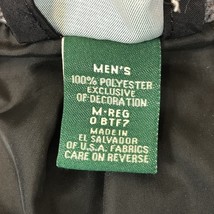 MEN'S
100% POLYESTER
EXCLUSIVE
OF DECORATION
M-REG
0 BTF7
MADE IN
EL SALVADOR
OF U.S.A. FABRICS
CARE ON REVERSE